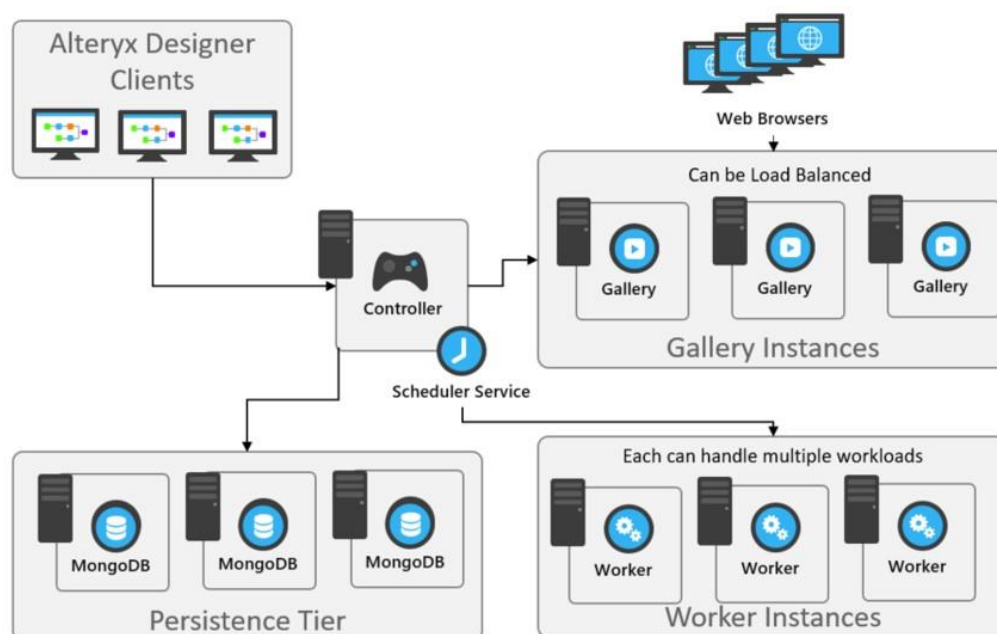 Alteryx Designer
Clients
Web Browsers
Can be Load Balanced
Gallery
Gallery
Gallery
Gallery Instances
Controller
Scheduler Service
MongoDB
MongoDB
MongoDB
Persistence Tier
Each can handle multiple workloads
Worker
Worker
Worker
Worker Instances